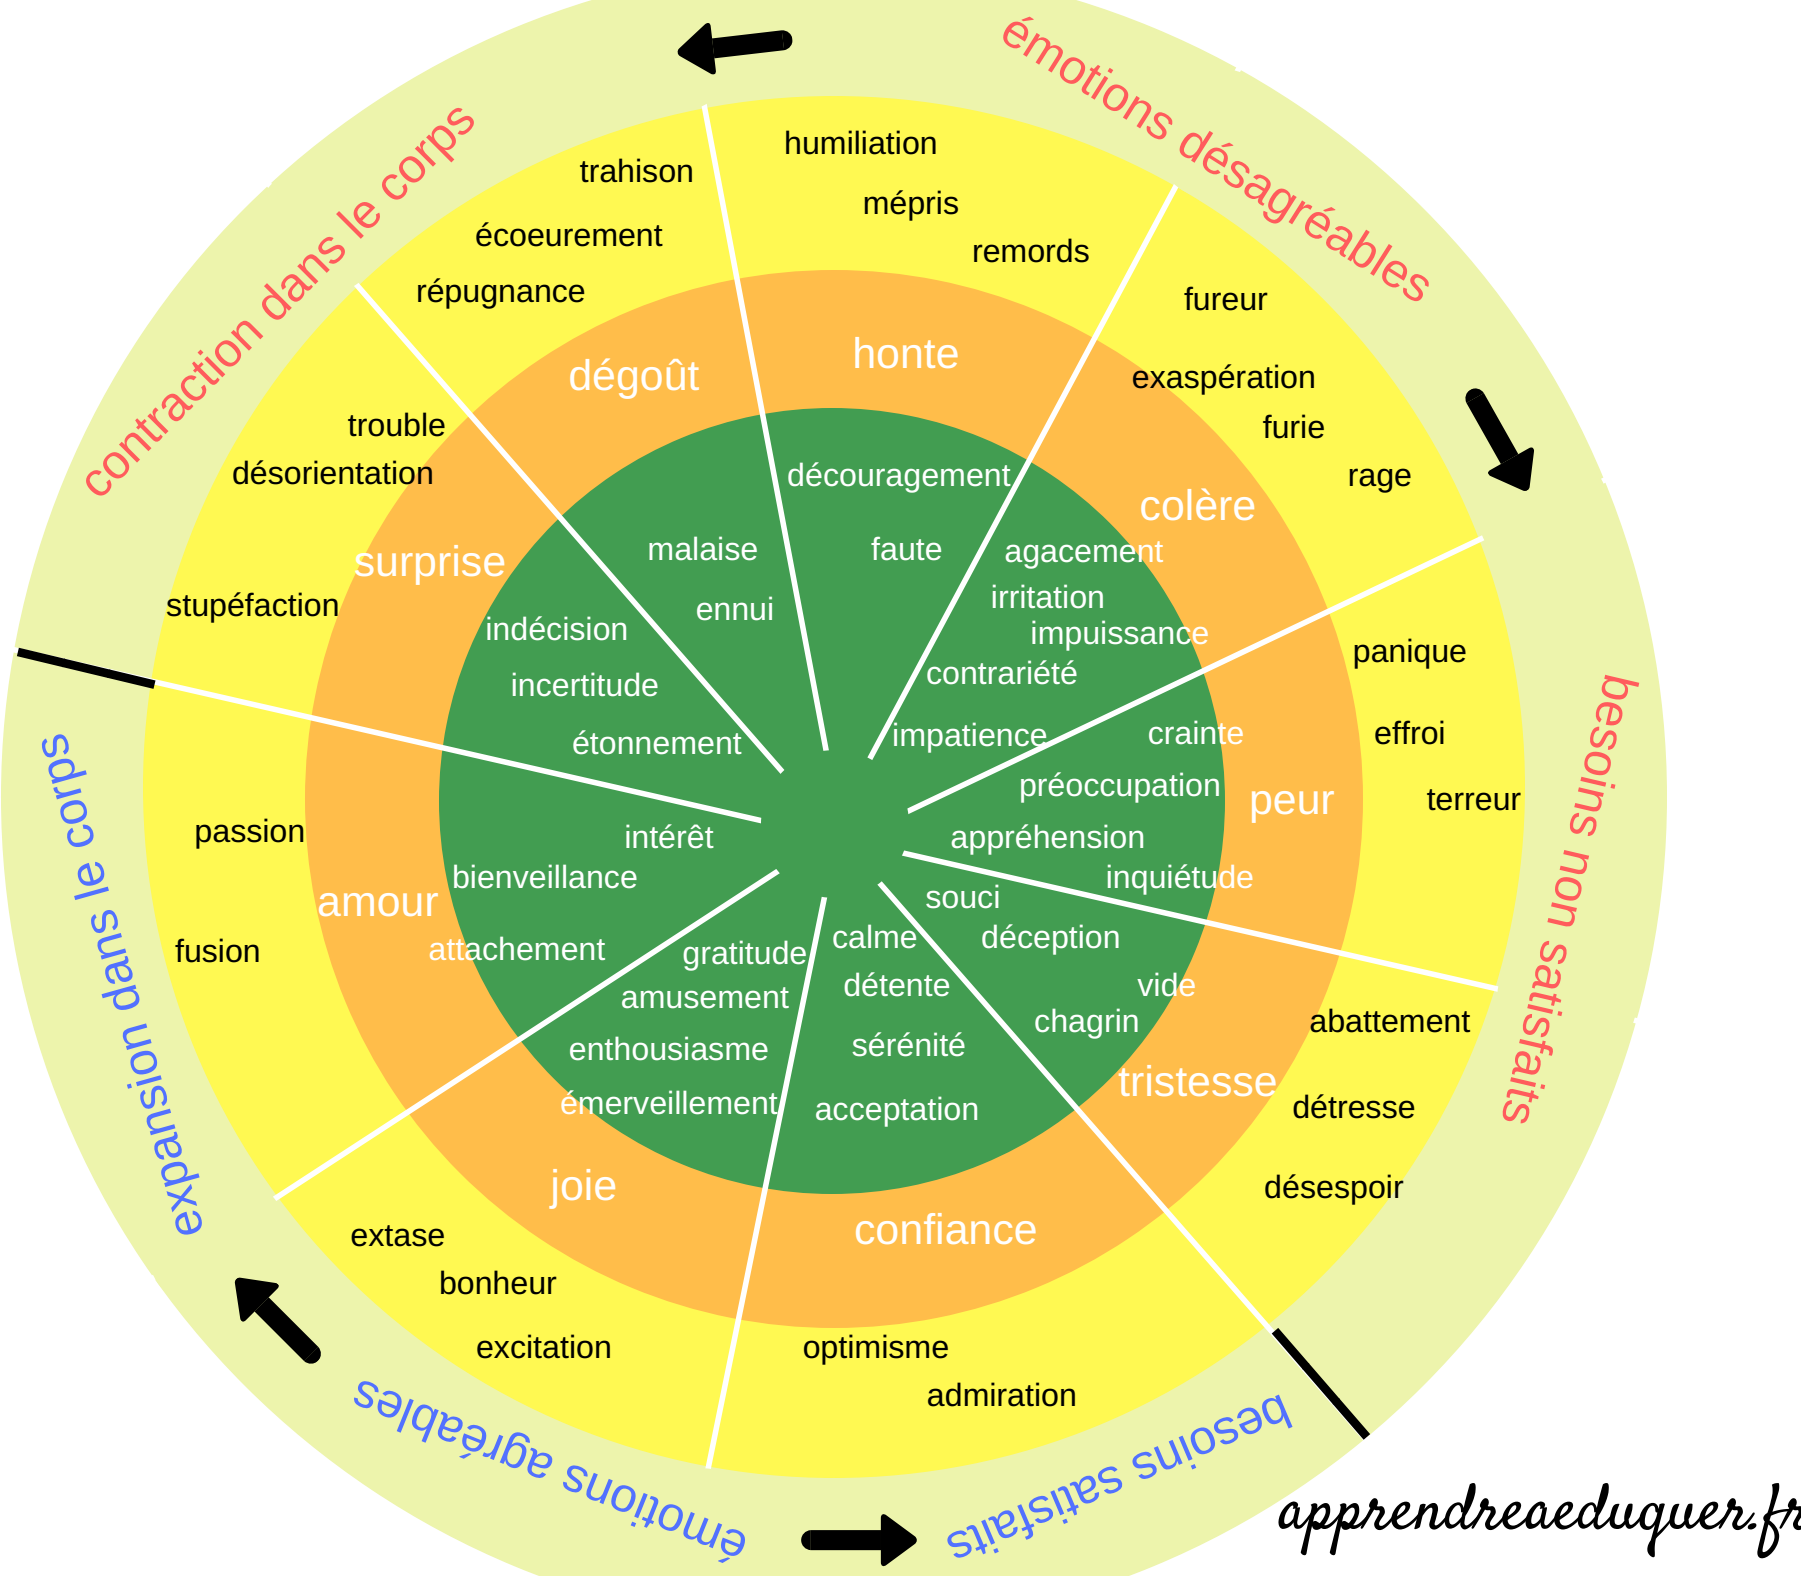 émotions désagréables
contraction dans le corps
besoins non satisfaits
expansion dans le corps
émotions agréables
besoins satisfaits
humiliation
mépris
remords
honte
découragement
faute
fureur
exaspération
furie
rage
colère
agacement
irritation
impuissance
contrariété
impatience
panique
effroi
terreur
peur
crainte
préoccupation
appréhension
inquiétude
abattement
détresse
désespoir
tristesse
souci
déception
vide
chagrin
calme
détente
sérénité
acceptation
confiance
optimisme
admiration
gratitude
amusement
enthousiasme
émerveillement
joie
extase
bonheur
excitation
intérêt
bienveillance
attachement
amour
passion
fusion
indécision
incertitude
étonnement
surprise
trouble
désorientation
stupéfaction
malaise
ennui
dégoût
trahison
écoeurement
répugnance
apprendreaeduquer.fr